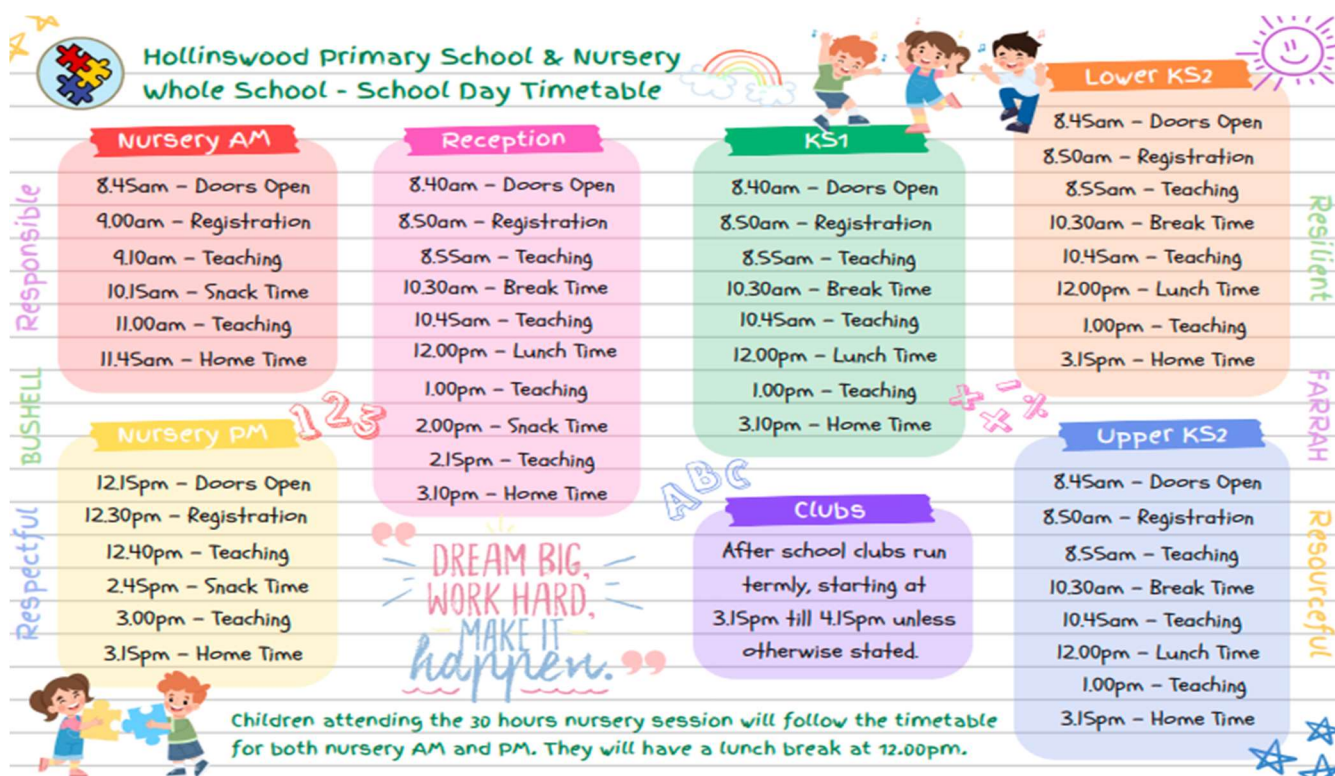 Hollinswood Primary School & Nursery
Whole School - School Day Timetable
Nursery AM
8.45am - Doors Open
9.00am - Registration
9.10am - Teaching
10.15am - Snack Time
11.00am - Teaching
11.45am - Home Time
Nursery PM
12.15pm - Doors Open
12.30pm - Registration
12.40pm - Teaching
2.45pm - Snack Time
3.00pm - Teaching
3.15pm - Home Time
Reception
8.40am - Doors Open
8.50am - Registration
8.55am - Teaching
10.30am - Break Time
10.45am - Teaching
12.00pm - Lunch Time
1.00pm - Teaching
2.00pm - Snack Time
2.15pm - Teaching
3.10pm - Home Time
KS1
8.40am - Doors Open
8.50am - Registration
8.55am - Teaching
10.30am - Break Time
10.45am - Teaching
12.00pm - Lunch Time
1.00pm - Teaching
3.10pm - Home Time
Clubs
After school clubs run
termly, starting at
3.15pm till 4.15pm unless
otherwise stated.
Lower KS2
8.45am - Doors Open
8.50am - Registration
8.55am - Teaching
10.30am - Break Time
10.45am - Teaching
12.00pm - Lunch Time
1.00pm - Teaching
3.15pm - Home Time
Upper KS2
8.45am - Doors Open
8.50am - Registration
8.55am - Teaching
10.30am - Break Time
10.45am - Teaching
12.00pm - Lunch Time
1.00pm - Teaching
3.15pm - Home Time
Responsible
BUSHELL
Respectful
Resilient
FARRAH
Resourceful
123
ABC
+ - × %
"DREAM BIG,
WORK HARD,
MAKE IT
happen."
Children attending the 30 hours nursery session will follow the timetable
for both nursery AM and PM. They will have a lunch break at 12.00pm.